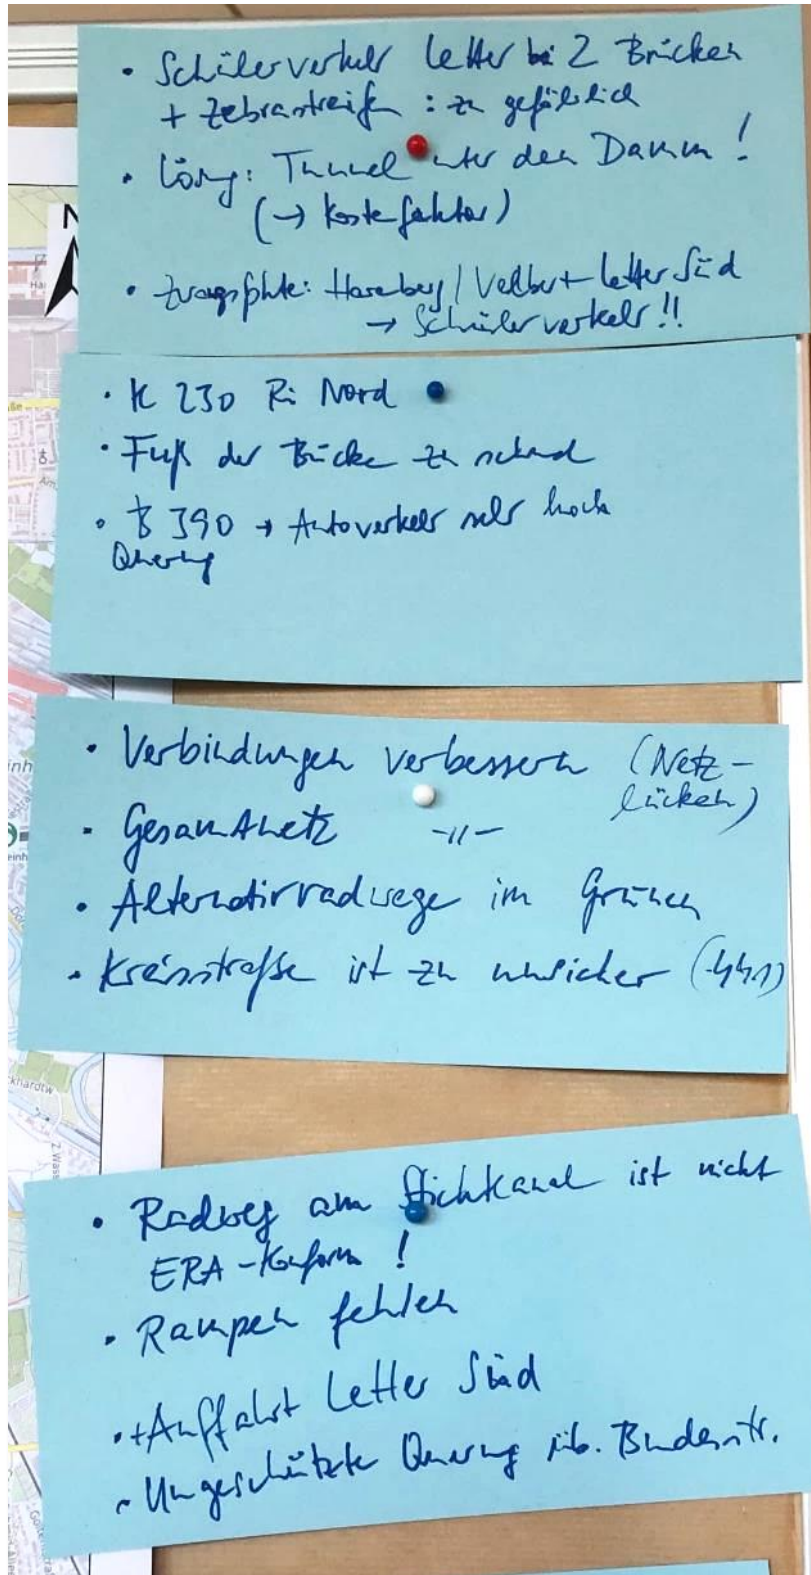 • Schülerverkehr Letter bei 2 Brücken
+ Zebrastreifen : zu gefährlich
• Lösung: Tunnel unter den Damm !
(→ Kostenfaktor)
• Harenberg / Velber + Letter Süd
→ Schülerverkehr !!
• K 230 Ri Nord
• Fuß der Brücke zu schmal
• B 390 → Autoverkehr sehr hoch
Querung
• Verbindungen verbessern (Netz-
lücken)
• Gesamtnetz -//-
• Alternativradwege im Grünen
• Kreisstraße ist zu unsicher (441)
• Radweg am Stichkanal ist nicht
ERA-Konform !
• Rampen fehlen
• + Auffahrt Letter Süd
• Ungeschützte Querung üb. Bundesstr.